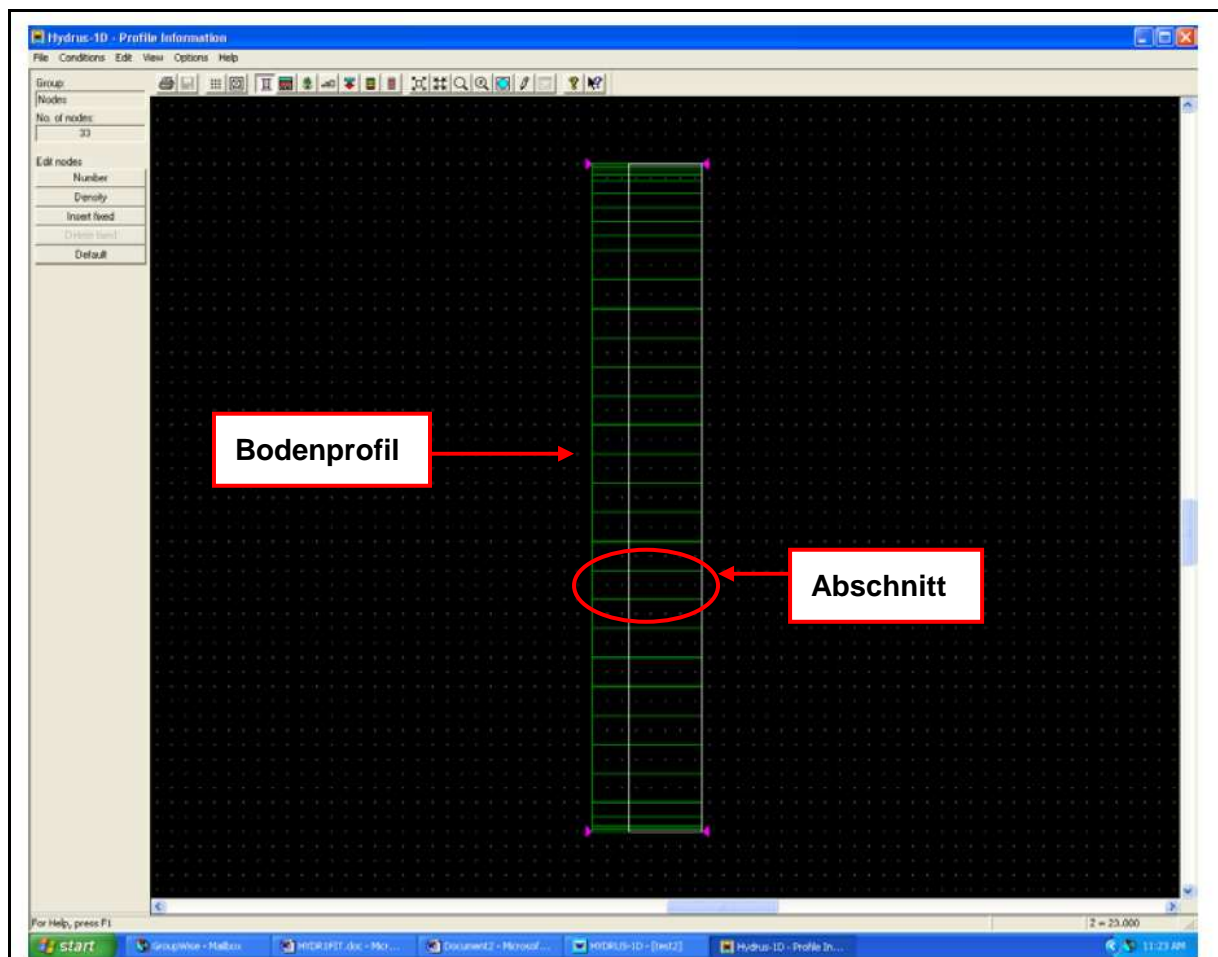 Hydrus-1D - Profile Information
File Conditions Edit View Options Help
Group:
Nodes
No. of nodes:
33
Edit nodes
Number
Density
Insert fixed
Delete fixed
Default
Bodenprofil
Abschnitt
For Help, press F1
Z = 23.000
start
GroupWise - Mailbox
HYDR1FIT.doc - Micr...
Document2 - Microsof...
HYDRUS-1D - [test2]
Hydrus-1D - Profile In...
11:23 AM